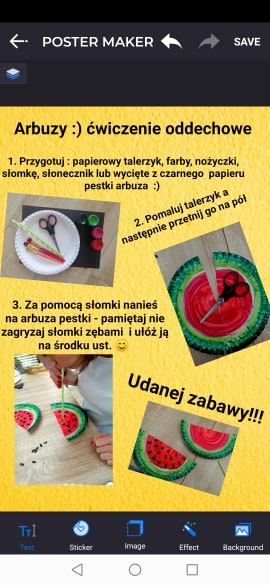 POSTER MAKER
SAVE
Arbuzy :) ćwiczenie oddechowe
1. Przygotuj : papierowy talerzyk, farby, nożyczki,
słomkę, słonecznik lub wycięte z czarnego papieru
pestki arbuza :)
2. Pomaluj talerzyk a
następnie przetnij go na pół
3. Za pomocą słomki nanieś
na arbuza pestki - pamiętaj nie
zagryzaj słomki zębami i ułóż ją
na środku ust. 😊
Udanej zabawy!!!
Text
Sticker
Image
Effect
Background